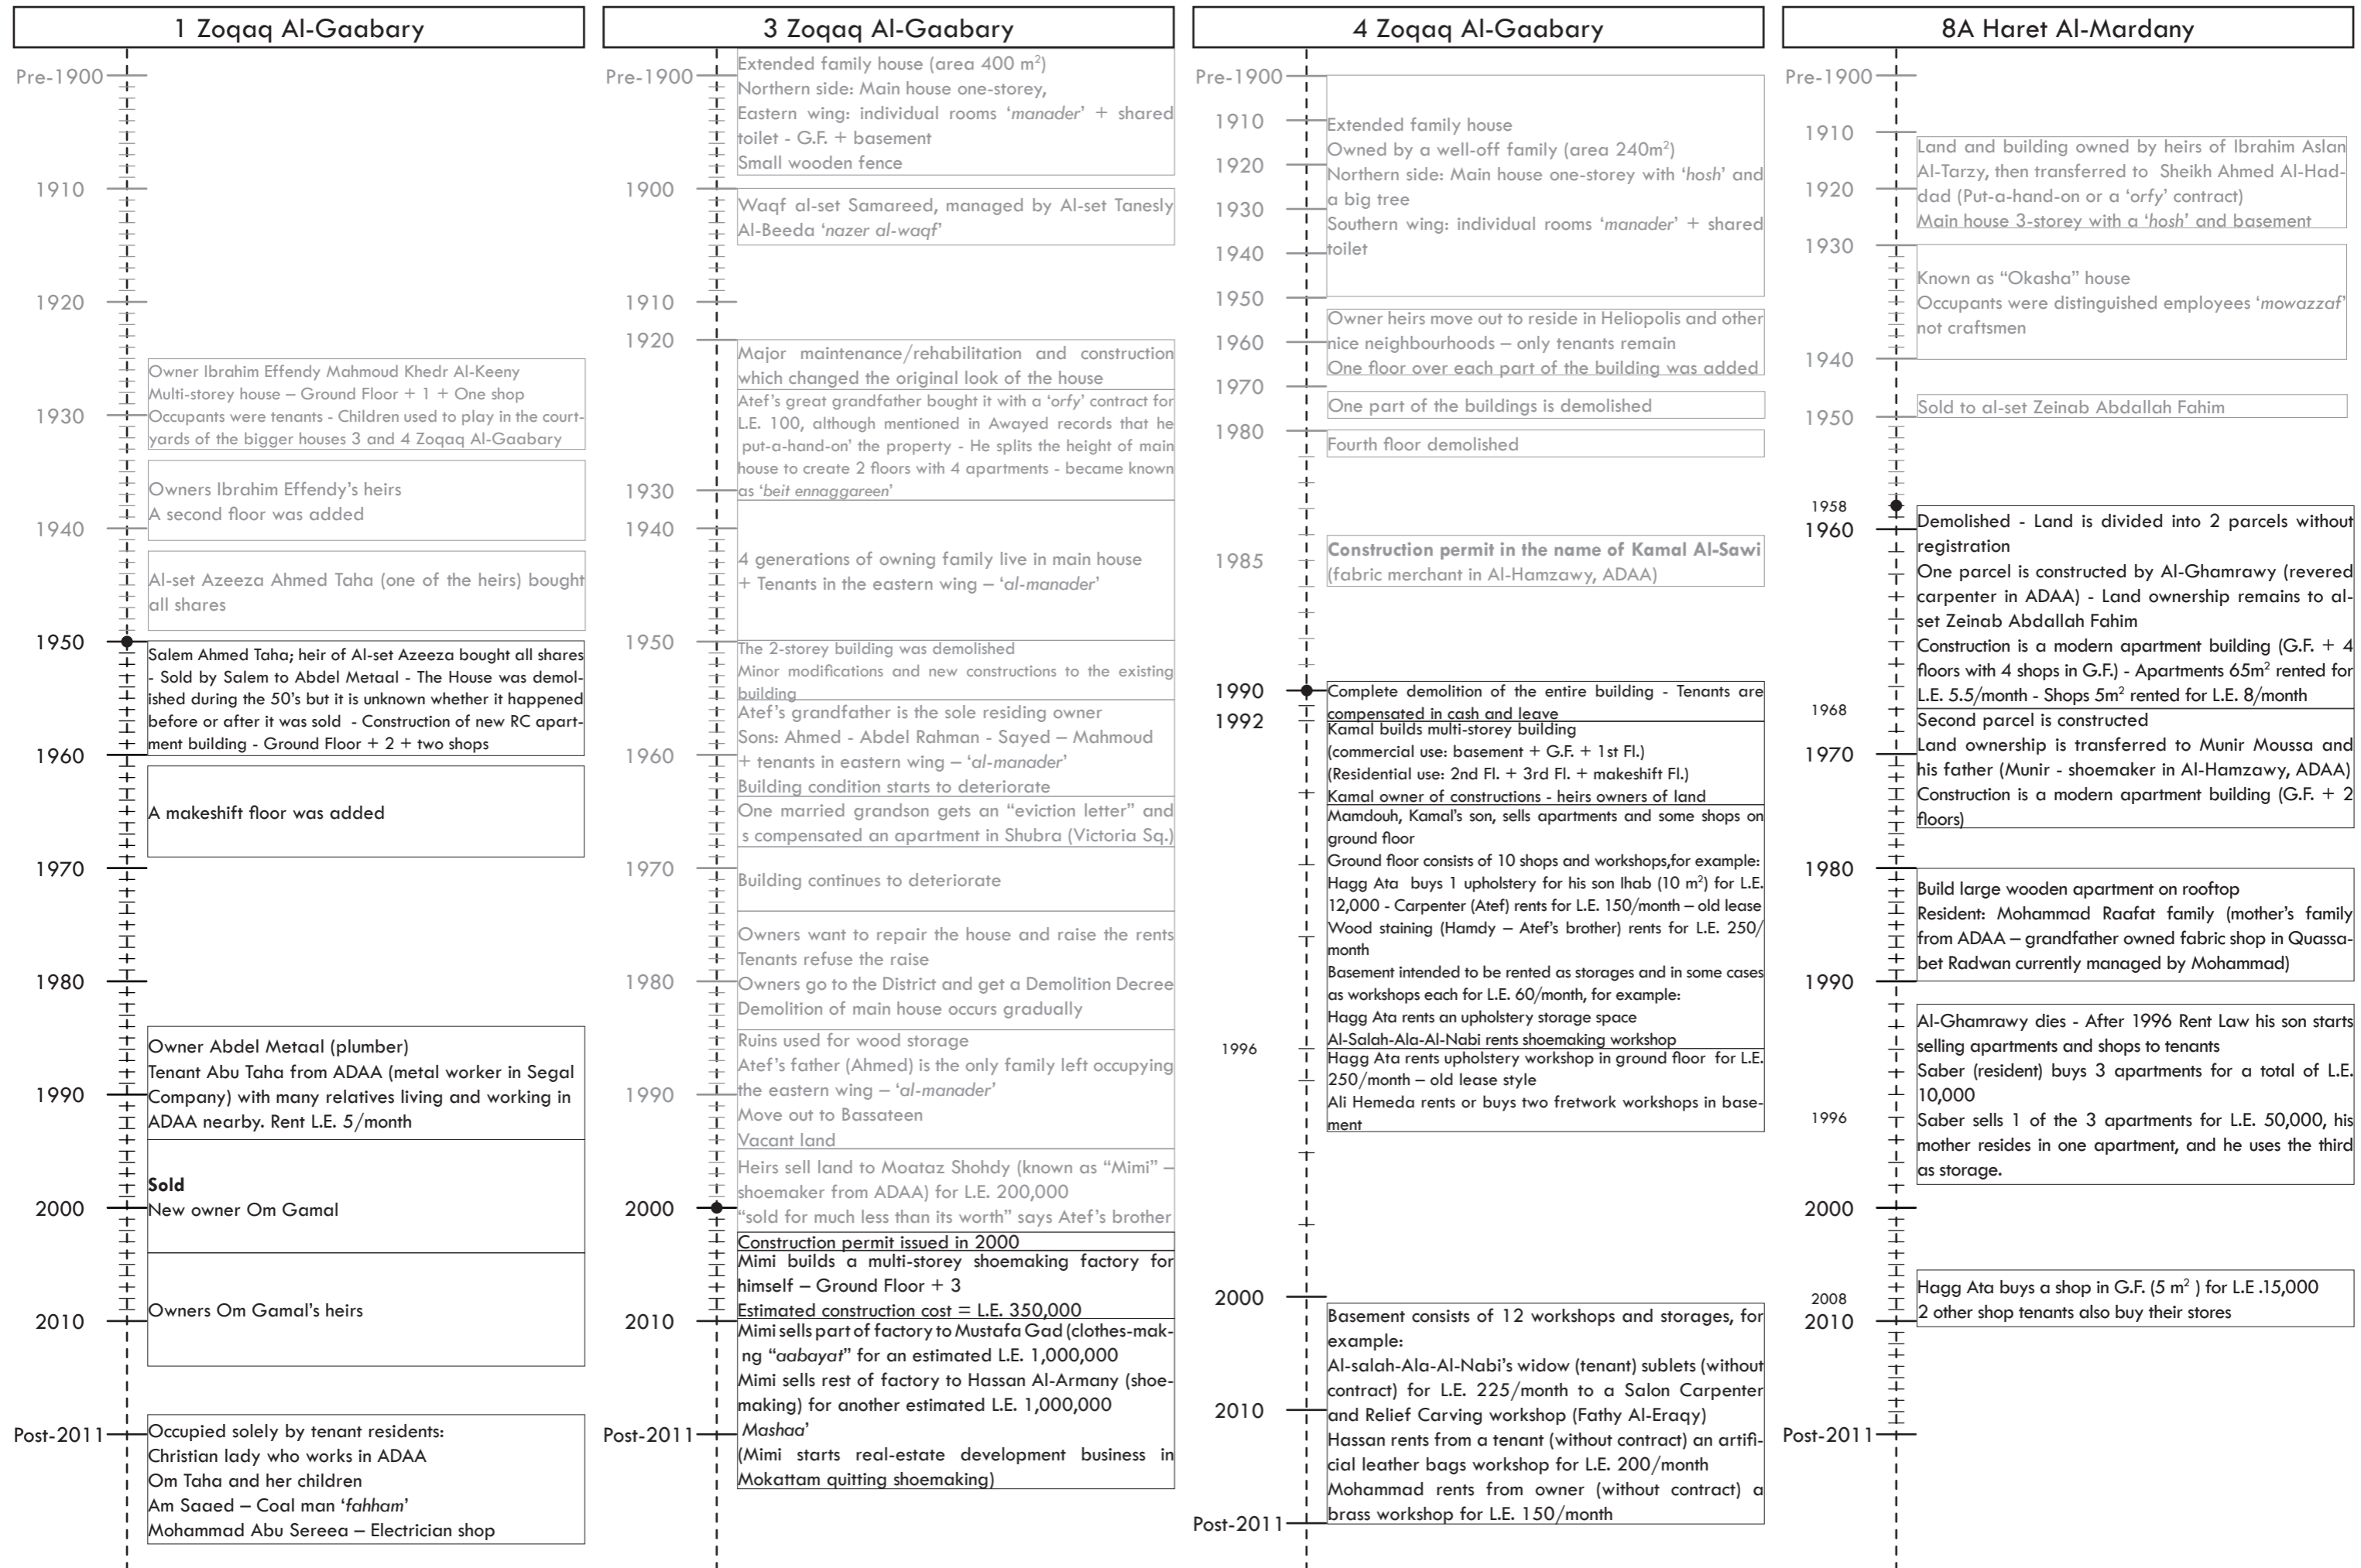 1 Zoqaq Al-Gaabary
Pre-1900
1910
1920
Owner Ibrahim Effendy Mahmoud Khedr Al-Keeny
Multi-storey house – Ground Floor + 1 + One shop
1930
Occupants were tenants - Children used to play in the court-
yards of the bigger houses 3 and 4 Zoqaq Al-Gaabary
Owners Ibrahim Effendy's heirs
A second floor was added
1940
Al-set Azeeza Ahmed Taha (one of the heirs) bought
all shares
1950
Salem Ahmed Taha; heir of Al-set Azeeza bought all shares
- Sold by Salem to Abdel Metaal - The House was demol-
ished during the 50's but it is unknown whether it happened
before or after it was sold - Construction of new RC apart-
ment building - Ground Floor + 2 + two shops
1960
A makeshift floor was added
1970
1980
Owner Abdel Metaal (plumber)
Tenant Abu Taha from ADAA (metal worker in Segal
1990
Company) with many relatives living and working in
ADAA nearby. Rent L.E. 5/month
Sold
2000
New owner Om Gamal
Owners Om Gamal's heirs
2010
Post-2011
Occupied solely by tenant residents:
Christian lady who works in ADAA
Om Taha and her children
Am Saaed – Coal man 'fahham'
Mohammad Abu Sereea – Electrician shop
3 Zoqaq Al-Gaabary
Pre-1900
Extended family house (area 400 m²)
Northern side: Main house one-storey,
Eastern wing: individual rooms 'manader' + shared
toilet - G.F. + basement
Small wooden fence
1900
Waqf al-set Samareed, managed by Al-set Tanesly
Al-Beeda 'nazer al-waqf'
1910
1920
Major maintenance/rehabilitation and construction
which changed the original look of the house
Atef's great grandfather bought it with a 'orfy' contract for
L.E. 100, although mentioned in Awayed records that he
put-a-hand-on' the property - He splits the height of main
house to create 2 floors with 4 apartments - became known
1930
as 'beit ennaggareen'
1940
4 generations of owning family live in main house
+ Tenants in the eastern wing – 'al-manader'
1950
The 2-storey building was demolished
Minor modifications and new constructions to the existing
building
Atef's grandfather is the sole residing owner
Sons: Ahmed - Abdel Rahman - Sayed – Mahmoud
1960
+ tenants in eastern wing – 'al-manader'
Building condition starts to deteriorate
One married grandson gets an "eviction letter" and
s compensated an apartment in Shubra (Victoria Sq.)
1970
Building continues to deteriorate
Owners want to repair the house and raise the rents
Tenants refuse the raise
1980
Owners go to the District and get a Demolition Decree
Demolition of main house occurs gradually
Ruins used for wood storage
Atef's father (Ahmed) is the only family left occupying
1990
the eastern wing – 'al-manader'
Move out to Bassateen
Vacant land
Heirs sell land to Moataz Shohdy (known as "Mimi" –
shoemaker from ADAA) for L.E. 200,000
2000
"sold for much less than its worth" says Atef's brother
Construction permit issued in 2000
Mimi builds a multi-storey shoemaking factory for
himself – Ground Floor + 3
Estimated construction cost = L.E. 350,000
2010
Mimi sells part of factory to Mustafa Gad (clothes-mak-
ng "aabayat" for an estimated L.E. 1,000,000
Mimi sells rest of factory to Hassan Al-Armany (shoe-
making) for another estimated L.E. 1,000,000
Post-2011
Mashaa'
(Mimi starts real-estate development business in
Mokattam quitting shoemaking)
4 Zoqaq Al-Gaabary
Pre-1900
1910
Extended family house
Owned by a well-off family (area 240m²)
1920
Northern side: Main house one-storey with 'hosh' and
a big tree
1930
Southern wing: individual rooms 'manader' + shared
toilet
1940
1950
Owner heirs move out to reside in Heliopolis and other
1960
nice neighbourhoods – only tenants remain
One floor over each part of the building was added
1970
One part of the buildings is demolished
1980
Fourth floor demolished
1985
Construction permit in the name of Kamal Al-Sawi
(fabric merchant in Al-Hamzawy, ADAA)
1990
Complete demolition of the entire building - Tenants are
compensated in cash and leave
1992
Kamal builds multi-storey building
(commercial use: basement + G.F. + 1st Fl.)
(Residential use: 2nd Fl. + 3rd Fl. + makeshift Fl.)
Kamal owner of constructions - heirs owners of land
Mamdouh, Kamal's son, sells apartments and some shops on
ground floor
Ground floor consists of 10 shops and workshops,for example:
Hagg Ata buys 1 upholstery for his son Ihab (10 m²) for L.E.
12,000 - Carpenter (Atef) rents for L.E. 150/month – old lease
Wood staining (Hamdy – Atef's brother) rents for L.E. 250/
month
Basement intended to be rented as storages and in some cases
as workshops each for L.E. 60/month, for example:
Hagg Ata rents an upholstery storage space
Al-Salah-Ala-Al-Nabi rents shoemaking workshop
1996
Hagg Ata rents upholstery workshop in ground floor for L.E.
250/month – old lease style
Ali Hemeda rents or buys two fretwork workshops in base-
ment
2000
Basement consists of 12 workshops and storages, for
example:
Al-salah-Ala-Al-Nabi's widow (tenant) sublets (without
contract) for L.E. 225/month to a Salon Carpenter
2010
and Relief Carving workshop (Fathy Al-Eraqy)
Hassan rents from a tenant (without contract) an artifi-
cial leather bags workshop for L.E. 200/month
Mohammad rents from owner (without contract) a
brass workshop for L.E. 150/month
Post-2011
8A Haret Al-Mardany
Pre-1900
1910
Land and building owned by heirs of Ibrahim Aslan
Al-Tarzy, then transferred to Sheikh Ahmed Al-Had-
1920
dad (Put-a-hand-on or a 'orfy' contract)
Main house 3-storey with a 'hosh' and basement
1930
Known as "Okasha" house
Occupants were distinguished employees 'mowazzaf'
not craftsmen
1940
1950
Sold to al-set Zeinab Abdallah Fahim
1958
1960
Demolished - Land is divided into 2 parcels without
registration
One parcel is constructed by Al-Ghamrawy (revered
carpenter in ADAA) - Land ownership remains to al-
set Zeinab Abdallah Fahim
Construction is a modern apartment building (G.F. + 4
floors with 4 shops in G.F.) - Apartments 65m² rented for
L.E. 5.5/month - Shops 5m² rented for L.E. 8/month
1968
Second parcel is constructed
1970
Land ownership is transferred to Munir Moussa and
his father (Munir - shoemaker in Al-Hamzawy, ADAA)
Construction is a modern apartment building (G.F. + 2
floors)
1980
Build large wooden apartment on rooftop
Resident: Mohammad Raafat family (mother's family
from ADAA – grandfather owned fabric shop in Quassa-
bet Radwan currently managed by Mohammad)
1990
Al-Ghamrawy dies - After 1996 Rent Law his son starts
selling apartments and shops to tenants
Saber (resident) buys 3 apartments for a total of L.E.
10,000
1996
Saber sells 1 of the 3 apartments for L.E. 50,000, his
mother resides in one apartment, and he uses the third
as storage.
2000
Hagg Ata buys a shop in G.F. (5 m² ) for L.E .15,000
2008
2 other shop tenants also buy their stores
2010
Post-2011